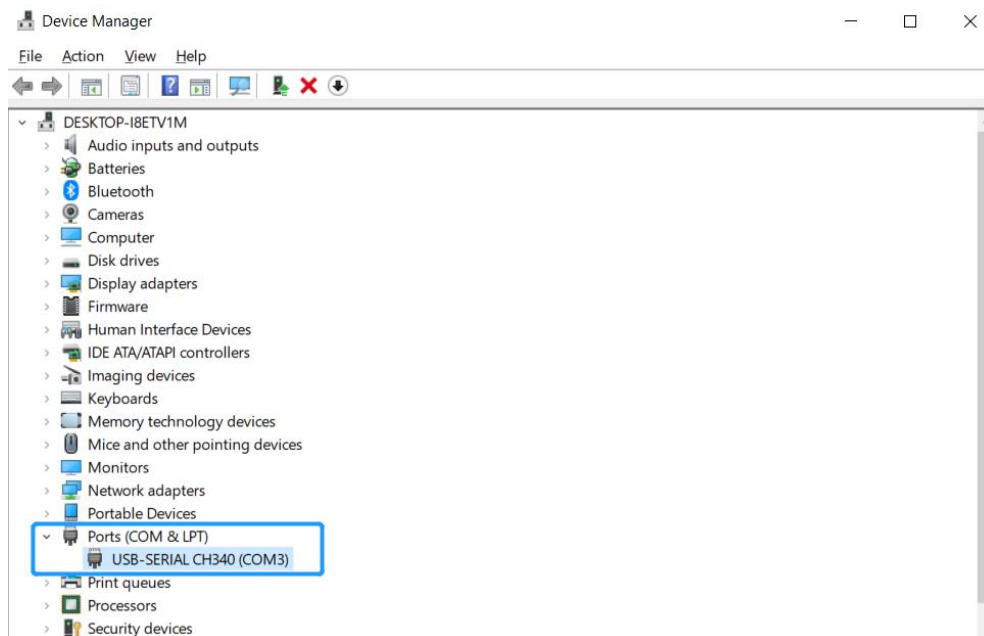 Device Manager
File Action View Help
DESKTOP-I8ETV1M
Audio inputs and outputs
Batteries
Bluetooth
Cameras
Computer
Disk drives
Display adapters
Firmware
Human Interface Devices
IDE ATA/ATAPI controllers
Imaging devices
Keyboards
Memory technology devices
Mice and other pointing devices
Monitors
Network adapters
Portable Devices
Ports (COM & LPT)
USB-SERIAL CH340 (COM3)
Print queues
Processors
Security devices